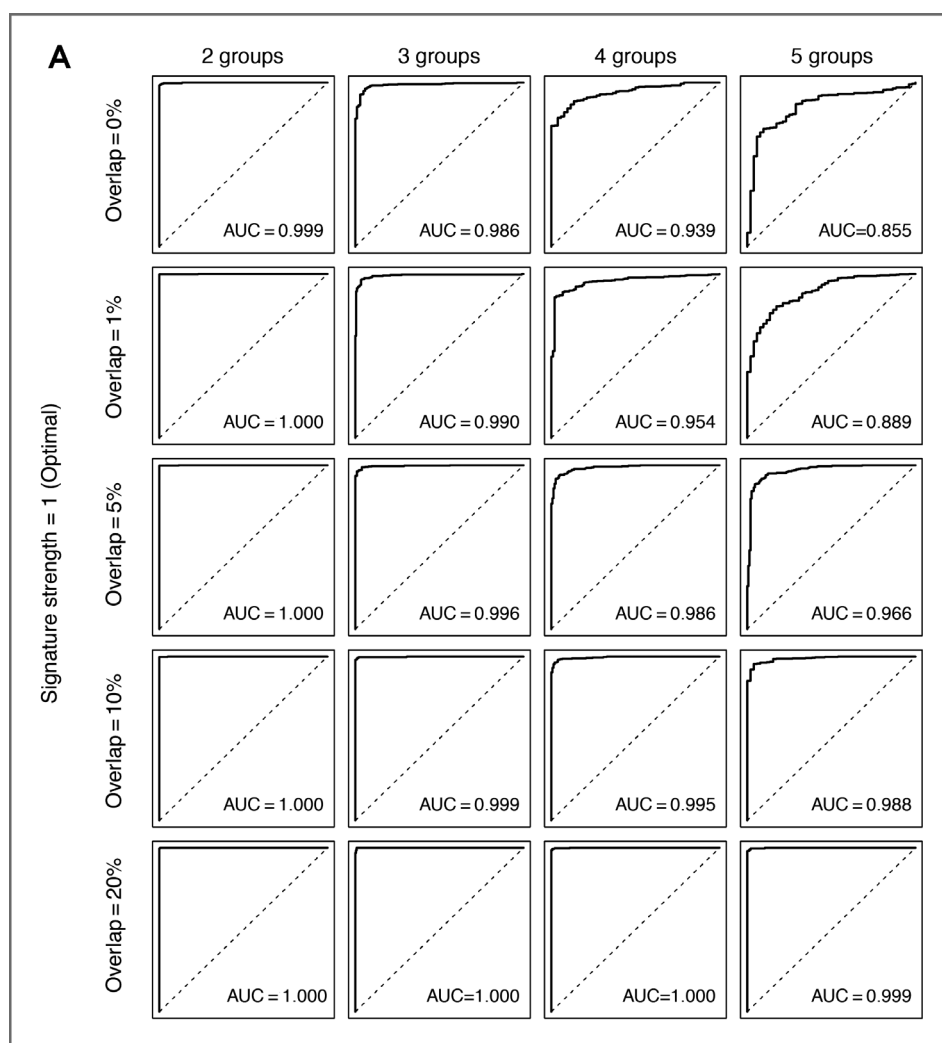 A
2 groups 3 groups 4 groups 5 groups
Signature strength = 1 (Optimal)
Overlap = 0%
AUC = 0.999 AUC = 0.986 AUC = 0.939 AUC=0.855
Overlap = 1%
AUC = 1.000 AUC = 0.990 AUC = 0.954 AUC = 0.889
Overlap = 5%
AUC = 1.000 AUC = 0.996 AUC = 0.986 AUC = 0.966
Overlap = 10%
AUC = 1.000 AUC = 0.999 AUC = 0.995 AUC = 0.988
Overlap = 20%
AUC = 1.000 AUC=1.000 AUC=1.000 AUC = 0.999